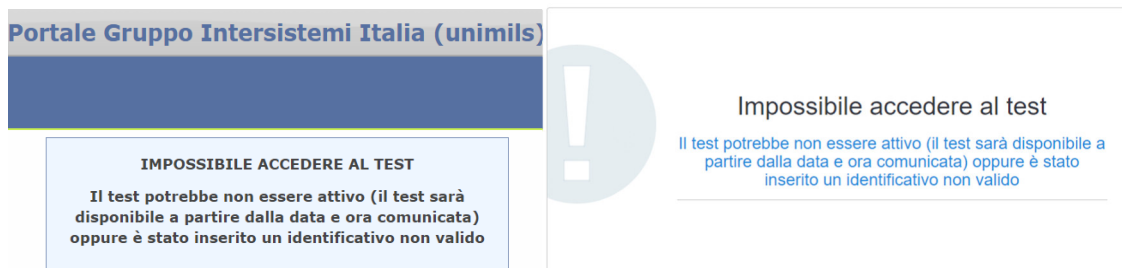 Portale Gruppo Intersistemi Italia (unimils)
IMPOSSIBILE ACCEDERE AL TEST
Il test potrebbe non essere attivo (il test sarà
disponibile a partire dalla data e ora comunicata)
oppure è stato inserito un identificativo non valido
Impossibile accedere al test
Il test potrebbe non essere attivo (il test sarà disponibile a
partire dalla data e ora comunicata) oppure è stato
inserito un identificativo non valido